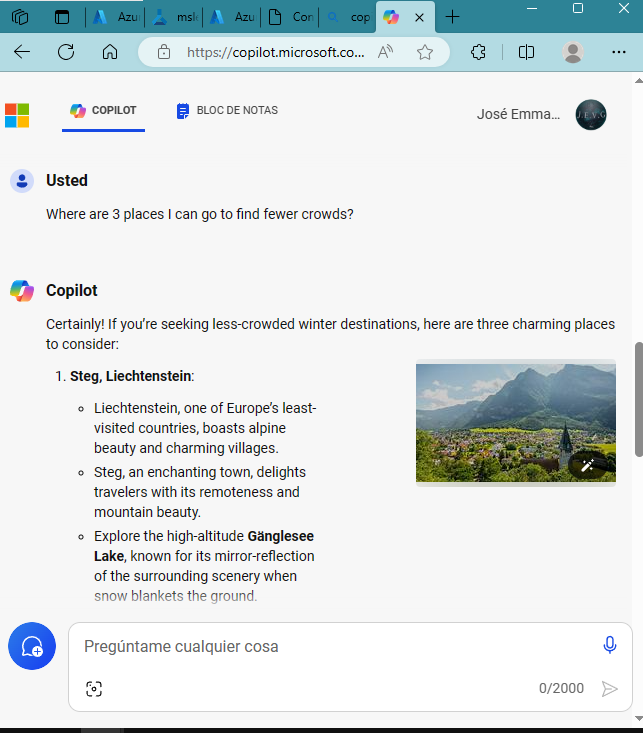 Azu
msl
Azu
Con
cop
https://copilot.microsoft.co...
COPILOT
BLOC DE NOTAS
José Emma...
J.E.V.G
Usted
Where are 3 places I can go to find fewer crowds?
Copilot
Certainly! If you’re seeking less-crowded winter destinations, here are three charming places
to consider:
1. Steg, Liechtenstein:
Liechtenstein, one of Europe’s least-
visited countries, boasts alpine
beauty and charming villages.
Steg, an enchanting town, delights
travelers with its remoteness and
mountain beauty.
Explore the high-altitude Gänglesee
Lake, known for its mirror-reflection
of the surrounding scenery when
snow blankets the ground.
Pregúntame cualquier cosa
0/2000